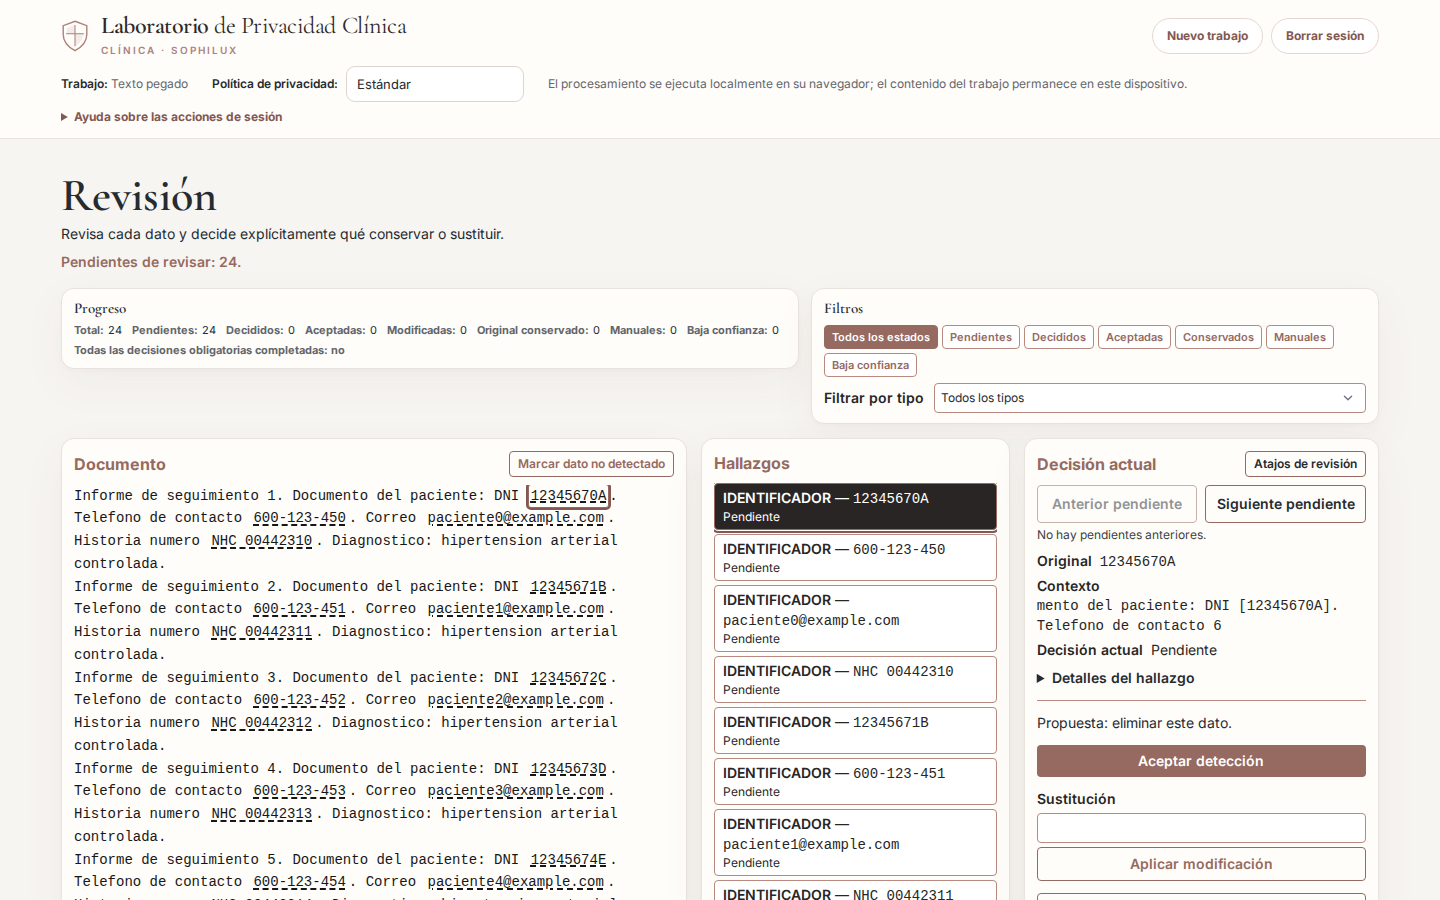 Laboratorio de Privacidad Clínica
CLÍNICA · SOPHILUX
Nuevo trabajo
Borrar sesión
Trabajo: Texto pegado
Política de privacidad: Estándar
El procesamiento se ejecuta localmente en su navegador; el contenido del trabajo permanece en este dispositivo.
Ayuda sobre las acciones de sesión
Revisión
Revisa cada dato y decide explícitamente qué conservar o sustituir.
Pendientes de revisar: 24.
Progreso
Total: 24 Pendientes: 24 Decididos: 0 Aceptadas: 0 Modificadas: 0 Original conservado: 0 Manuales: 0 Baja confianza: 0
Todas las decisiones obligatorias completadas: no
Filtros
Todos los estados Pendientes Decididos Aceptadas Conservados Manuales
Baja confianza
Filtrar por tipo Todos los tipos
Documento
Marcar dato no detectado
Informe de seguimiento 1. Documento del paciente: DNI 12345670A.
Telefono de contacto 600-123-450. Correo paciente0@example.com.
Historia numero NHC 00442310. Diagnostico: hipertension arterial
controlada.
Informe de seguimiento 2. Documento del paciente: DNI 12345671B.
Telefono de contacto 600-123-451. Correo paciente1@example.com.
Historia numero NHC 00442311. Diagnostico: hipertension arterial
controlada.
Informe de seguimiento 3. Documento del paciente: DNI 12345672C.
Telefono de contacto 600-123-452. Correo paciente2@example.com.
Historia numero NHC 00442312. Diagnostico: hipertension arterial
controlada.
Informe de seguimiento 4. Documento del paciente: DNI 12345673D.
Telefono de contacto 600-123-453. Correo paciente3@example.com.
Historia numero NHC 00442313. Diagnostico: hipertension arterial
controlada.
Informe de seguimiento 5. Documento del paciente: DNI 12345674E.
Telefono de contacto 600-123-454. Correo paciente4@example.com.
Hallazgos
IDENTIFICADOR — 12345670A
Pendiente
IDENTIFICADOR — 600-123-450
Pendiente
IDENTIFICADOR —
paciente0@example.com
Pendiente
IDENTIFICADOR — NHC 00442310
Pendiente
IDENTIFICADOR — 12345671B
Pendiente
IDENTIFICADOR — 600-123-451
Pendiente
IDENTIFICADOR —
paciente1@example.com
Pendiente
IDENTIFICADOR — NHC 00442311
Decisión actual
Atajos de revisión
Anterior pendiente
Siguiente pendiente
No hay pendientes anteriores.
Original 12345670A
Contexto
mento del paciente: DNI [12345670A].
Telefono de contacto 6
Decisión actual Pendiente
Detalles del hallazgo
Propuesta: eliminar este dato.
Aceptar detección
Sustitución
Aplicar modificación